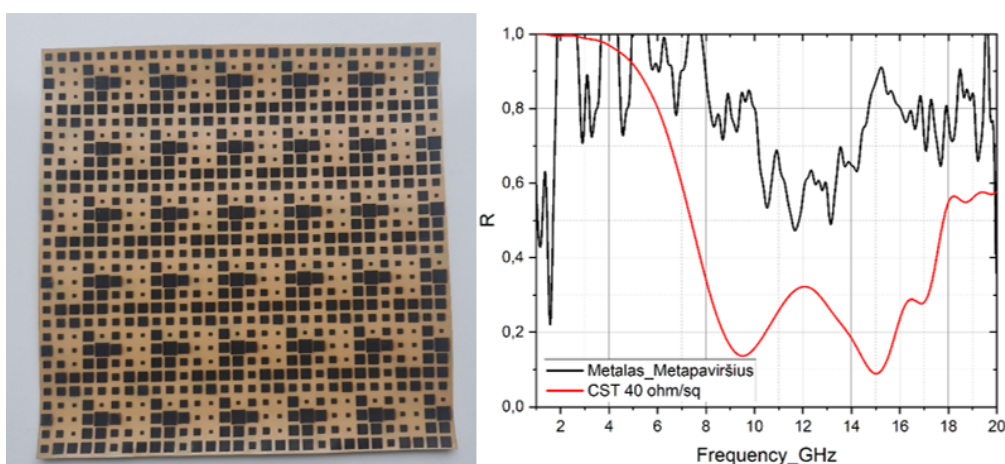 1,0
0,8
0,6
R
0,4
0,2
0,0
Metalas_Metapaviršius
CST 40 ohm/sq
2 4 6 8 10 12 14 16 18 20
Frequency_GHz